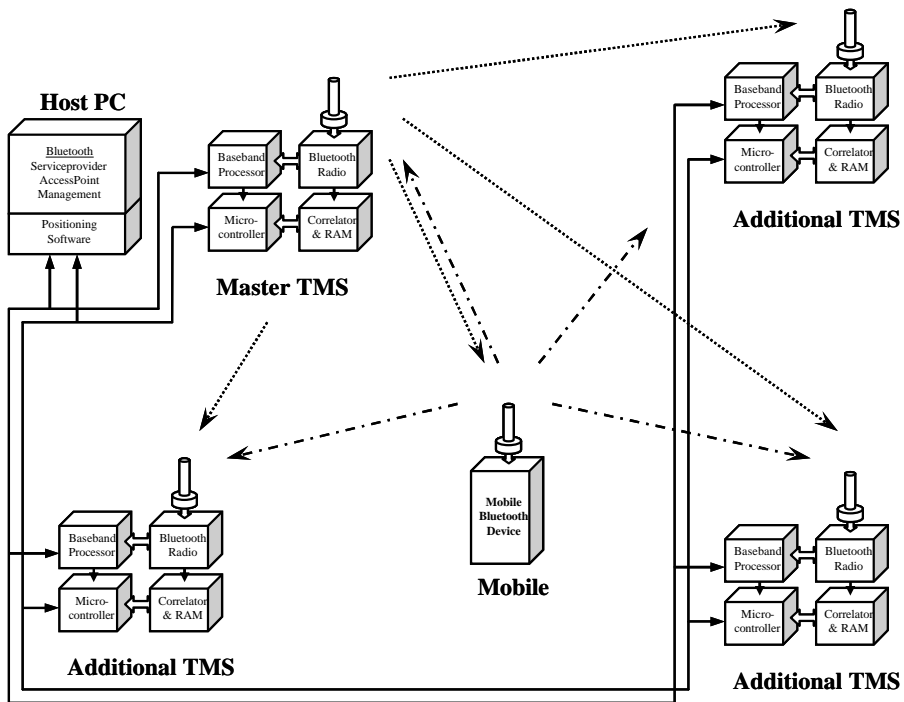 Host PC
Bluetooth
Serviceprovider
AccessPoint
Management
Positioning
Software
Baseband
Processor
Bluetooth
Radio
Micro-
controller
Correlator
& RAM
Master TMS
Baseband
Processor
Bluetooth
Radio
Micro-
controller
Correlator
& RAM
Additional TMS
Baseband
Processor
Bluetooth
Radio
Micro-
controller
Correlator
& RAM
Additional TMS
Mobile
Bluetooth
Device
Mobile
Baseband
Processor
Bluetooth
Radio
Micro-
controller
Correlator
& RAM
Additional TMS